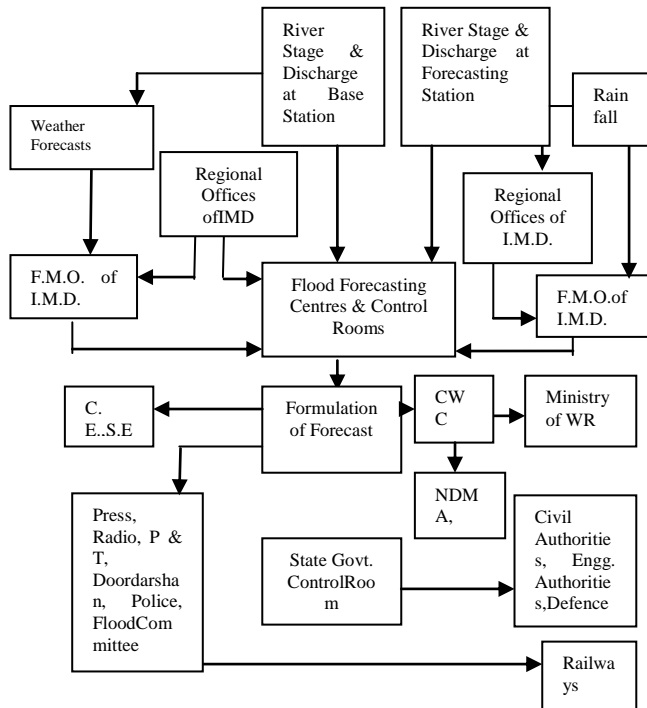 River
Stage &
Discharge
at Base
Station
River Stage &
Discharge at
Forecasting
Station
Rain
fall
Weather
Forecasts
Regional
Offices
ofIMD
Regional
Offices of
I.M.D.
F.M.O. of
I.M.D.
Flood Forecasting
Centres & Control
Rooms
F.M.O.of
I.M.D.
C.
E..S.E
Formulation
of Forecast
CW
C
Ministry
of WR
NDM
A,
Press,
Radio, P &
T,
Doordarsha
n, Police,
FloodCom
mittee
State Govt.
ControlRoo
m
Civil
Authoritie
s, Engg.
Authoritie
s,Defence
Railwa
ys